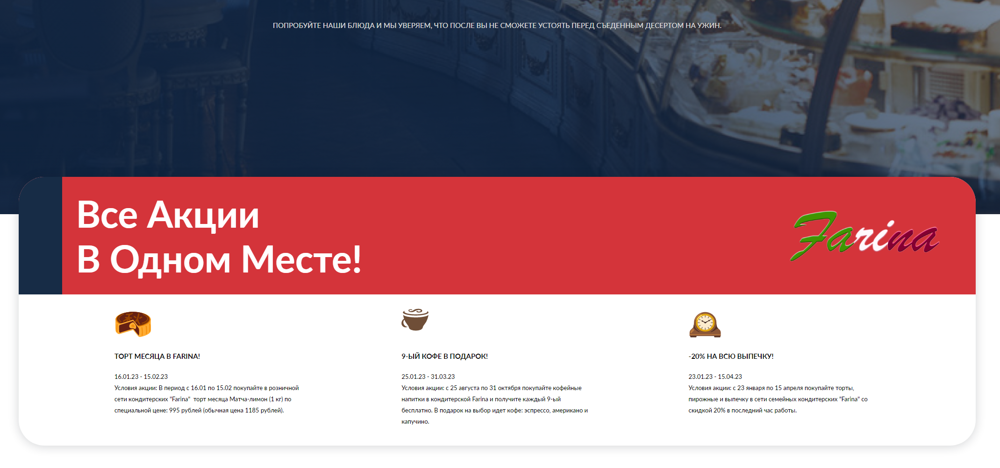 ПОПРОБУЙТЕ НАШИ БЛЮДА И МЫ УВЕРЯЕМ, ЧТО ПОСЛЕ ВЫ НЕ СМОЖЕТЕ УСТОЯТЬ ПЕРЕД СЪЕДЕННЫМ ДЕСЕРТОМ НА УЖИН.
Все Акции
В Одном Месте!
Farina
秋
ТОРТ МЕСЯЦА В FARINA!
16.01.23 - 15.02.23
Условия акции: В период с 16.01 по 15.02 покупайте в розничной
сети кондитерских "Farina"  торт месяца Матча-лимон (1 кг) по
специальной цене: 995 рублей (обычная цена 1185 рублей).
9-ЫЙ КОФЕ В ПОДАРОК!
25.01.23 - 31.03.23
Условия акции: с 25 августа по 31 октября покупайте кофейные
напитки в кондитерской Farina и получите каждый 9-ый
бесплатно. В подарок на выбор идет кофе: эспрессо, американо и
капучино.
-20% НА ВСЮ ВЫПЕЧКУ!
23.01.23 - 15.04.23
Условия акции: с 23 января по 15 апреля покупайте торты,
пирожные и выпечку в сети семейных кондитерских "Farina" со
скидкой 20% в последний час работы.